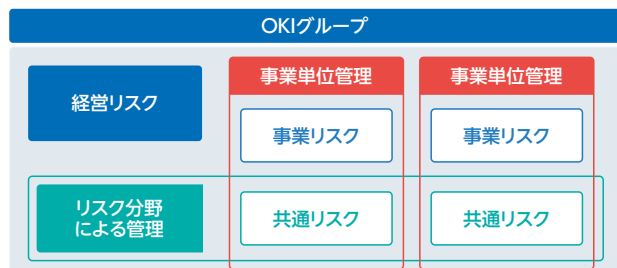 OKIグループ
経営リスク
事業単位管理
事業単位管理
事業リスク
事業リスク
リスク分野
による管理
共通リスク
共通リスク